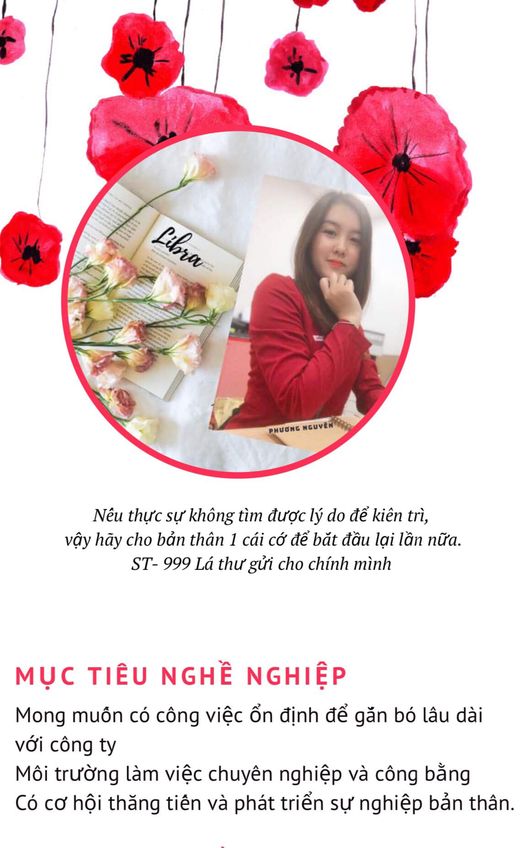 Libra
PHƯƠNG NGUYỄN
Nếu thực sự không tìm được lý do để kiên trì,
vậy hãy cho bản thân 1 cái cớ để bắt đầu lại lần nữa.
ST- 999 Lá thư gửi cho chính mình
MỤC TIÊU NGHỀ NGHIỆP
Mong muốn có công việc ổn định để gắn bó lâu dài
với công ty
Môi trường làm việc chuyên nghiệp và công bằng
Có cơ hội thăng tiến và phát triển sự nghiệp bản thân.